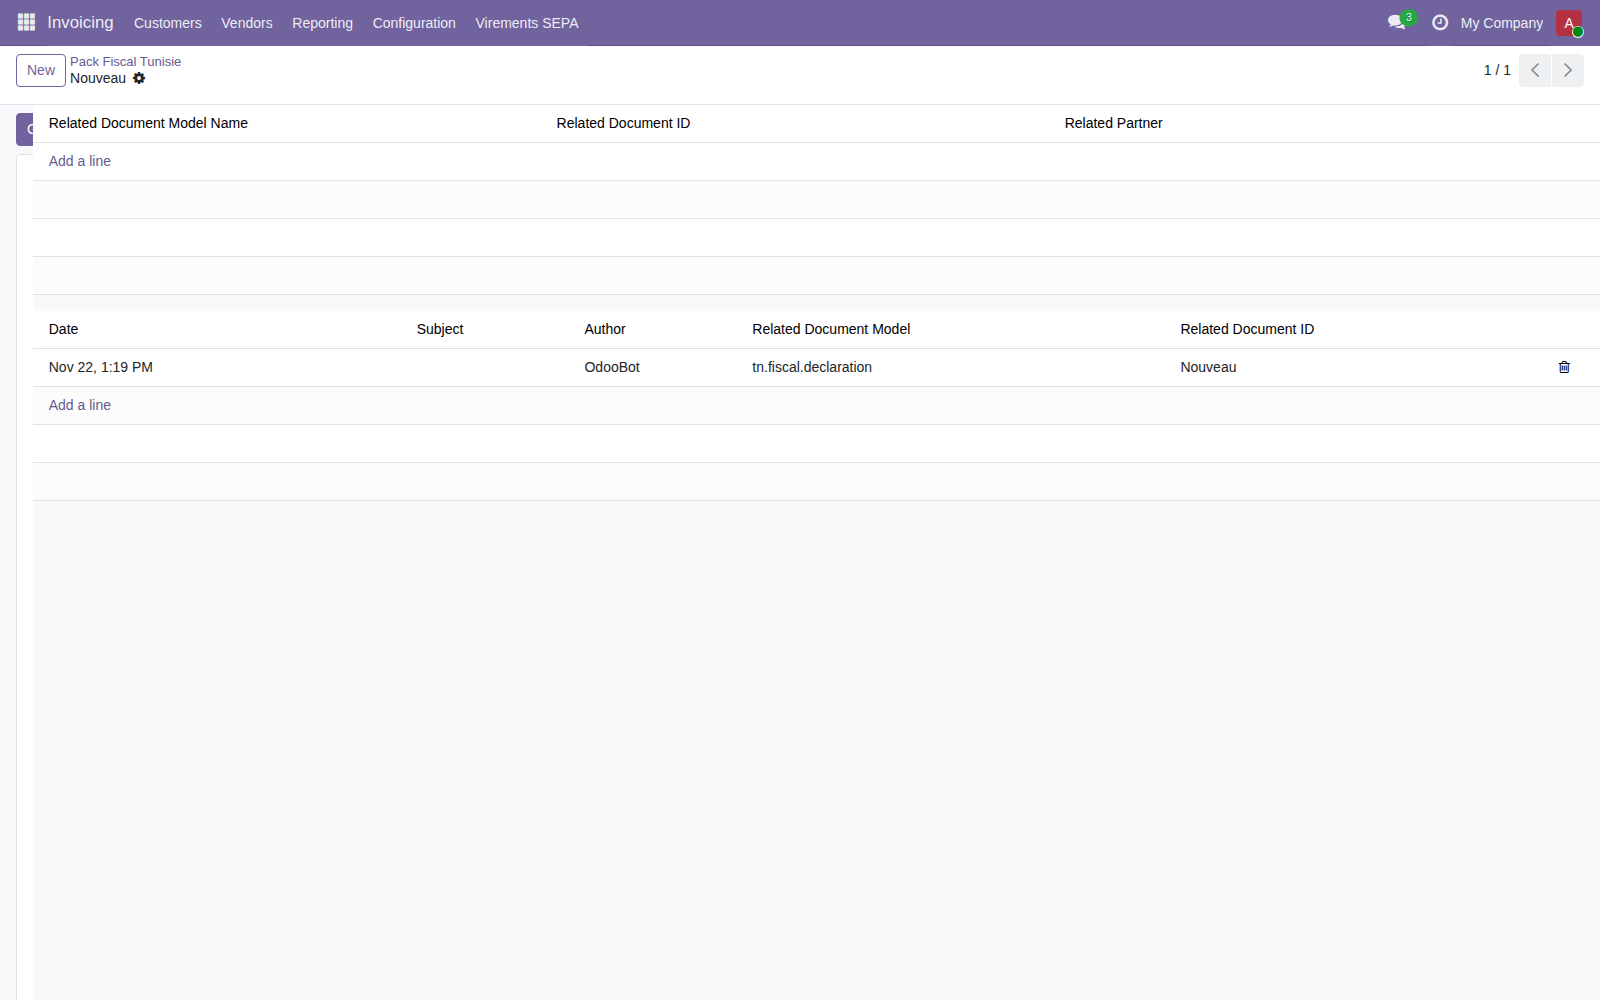 Invoicing Customers Vendors Reporting Configuration Virements SEPA 3 My Company A
New Pack Fiscal Tunisie
Nouveau
1 / 1
Related Document Model Name Related Document ID Related Partner
Add a line
Date Subject Author Related Document Model Related Document ID
Nov 22, 1:19 PM OdooBot tn.fiscal.declaration Nouveau
Add a line